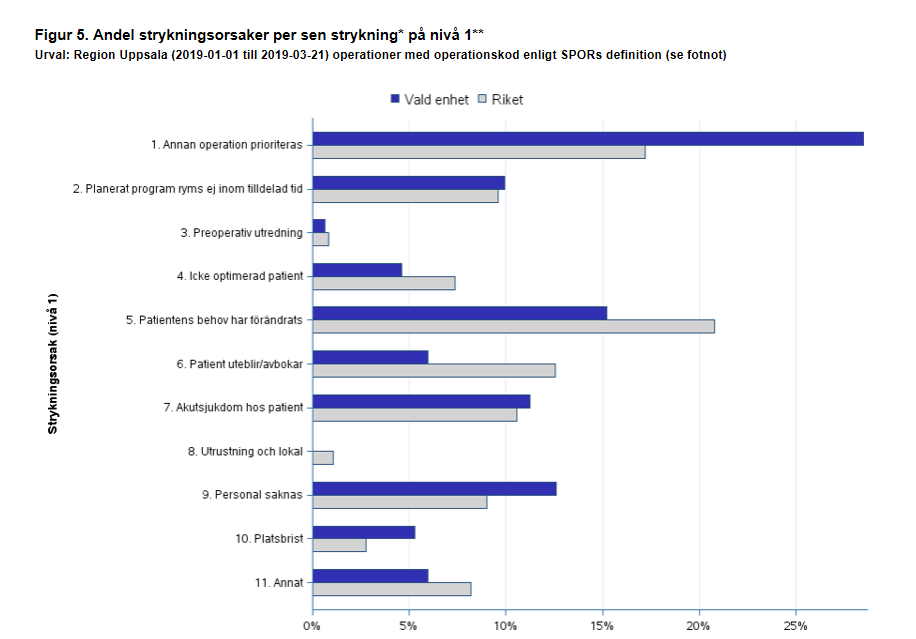 Figur 5. Andel strykningsorsaker per sen strykning* på nivå 1**
Urval: Region Uppsala (2019-01-01 till 2019-03-21) operationer med operationskod enligt SPORs definition (se fotnot)
Vald enhet Riket
Strykningsorsak (nivå 1)
1. Annan operation prioriteras
2. Planerat program ryms ej inom tilldelad tid
3. Preoperativ utredning
4. Icke optimerad patient
5. Patientens behov har förändrats
6. Patient uteblir/avbokar
7. Akutsjukdom hos patient
8. Utrustning och lokal
9. Personal saknas
10. Platsbrist
11. Annat
0% 5% 10% 15% 20% 25%